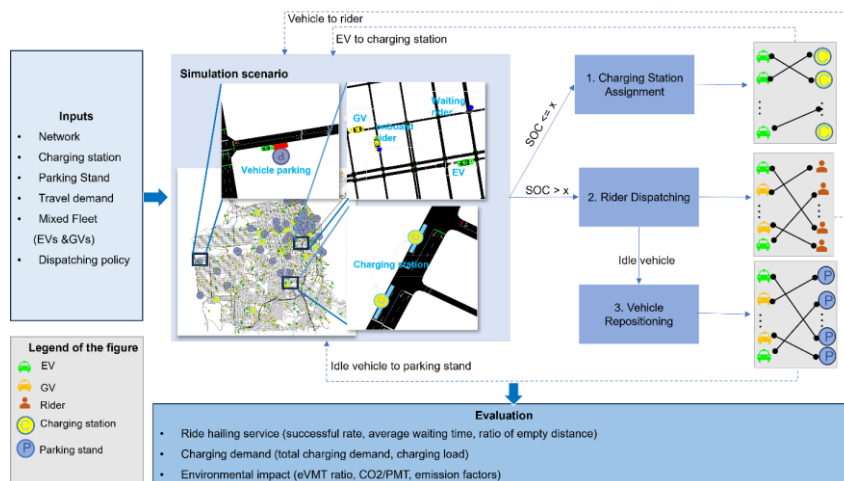 Vehicle to rider
EV to charging station
Inputs
• Network
• Charging station
• Parking Stand
• Travel demand
• Mixed Fleet
(EVs &GVs)
• Dispatching policy
Simulation scenario
Vehicle parking
Waiting
rider
GV
onboard
rider
EV
Charging station
SOC <= x
SOC > x
1. Charging Station
Assignment
2. Rider Dispatching
Idle vehicle
3. Vehicle
Repositioning
Idle vehicle to parking stand
Legend of the figure
EV
GV
Rider
C
Charging station
P
Parking stand
Evaluation
• Ride hailing service (successful rate, average waiting time, ratio of empty distance)
• Charging demand (total charging demand, charging load)
• Environmental impact (eVMT ratio, CO2/PMT, emission factors)
C
C
C
P
P
P
P